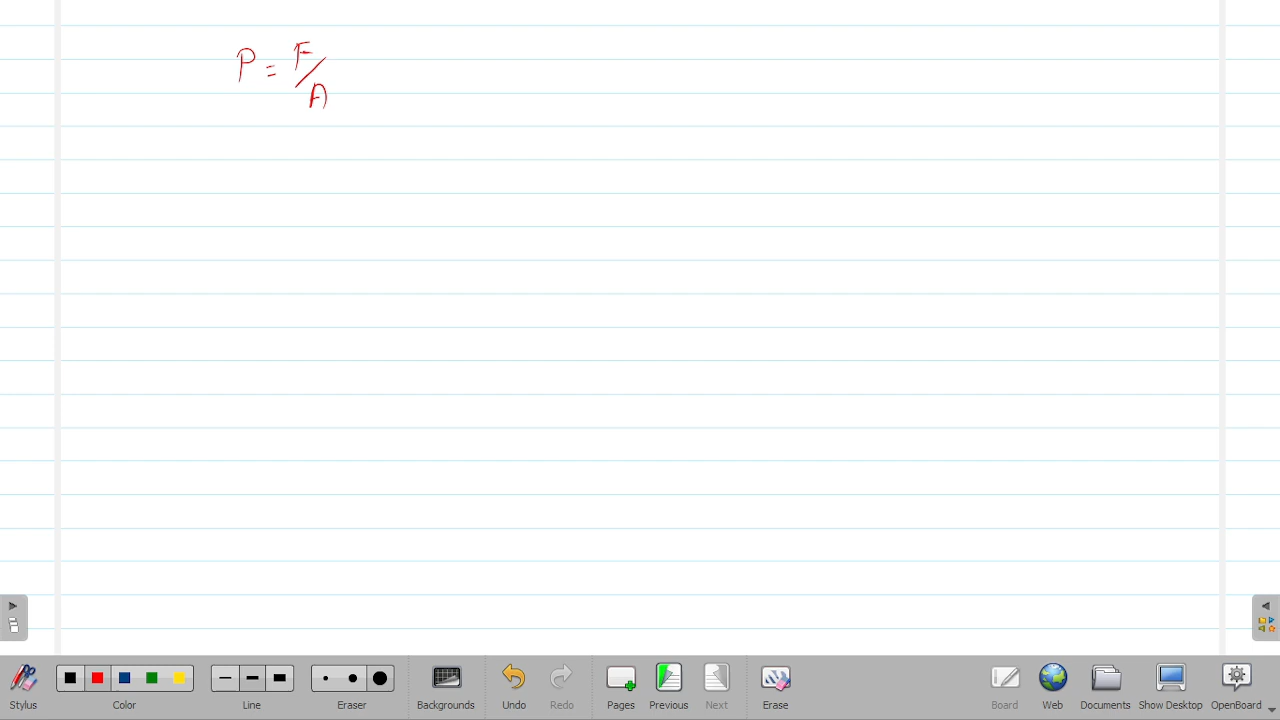 P = F/A
Stylus
Color
Line
Eraser
Backgrounds
Undo
Redo
Pages
Previous
Next
Erase
Board
Web
Documents
Show Desktop
OpenBoard